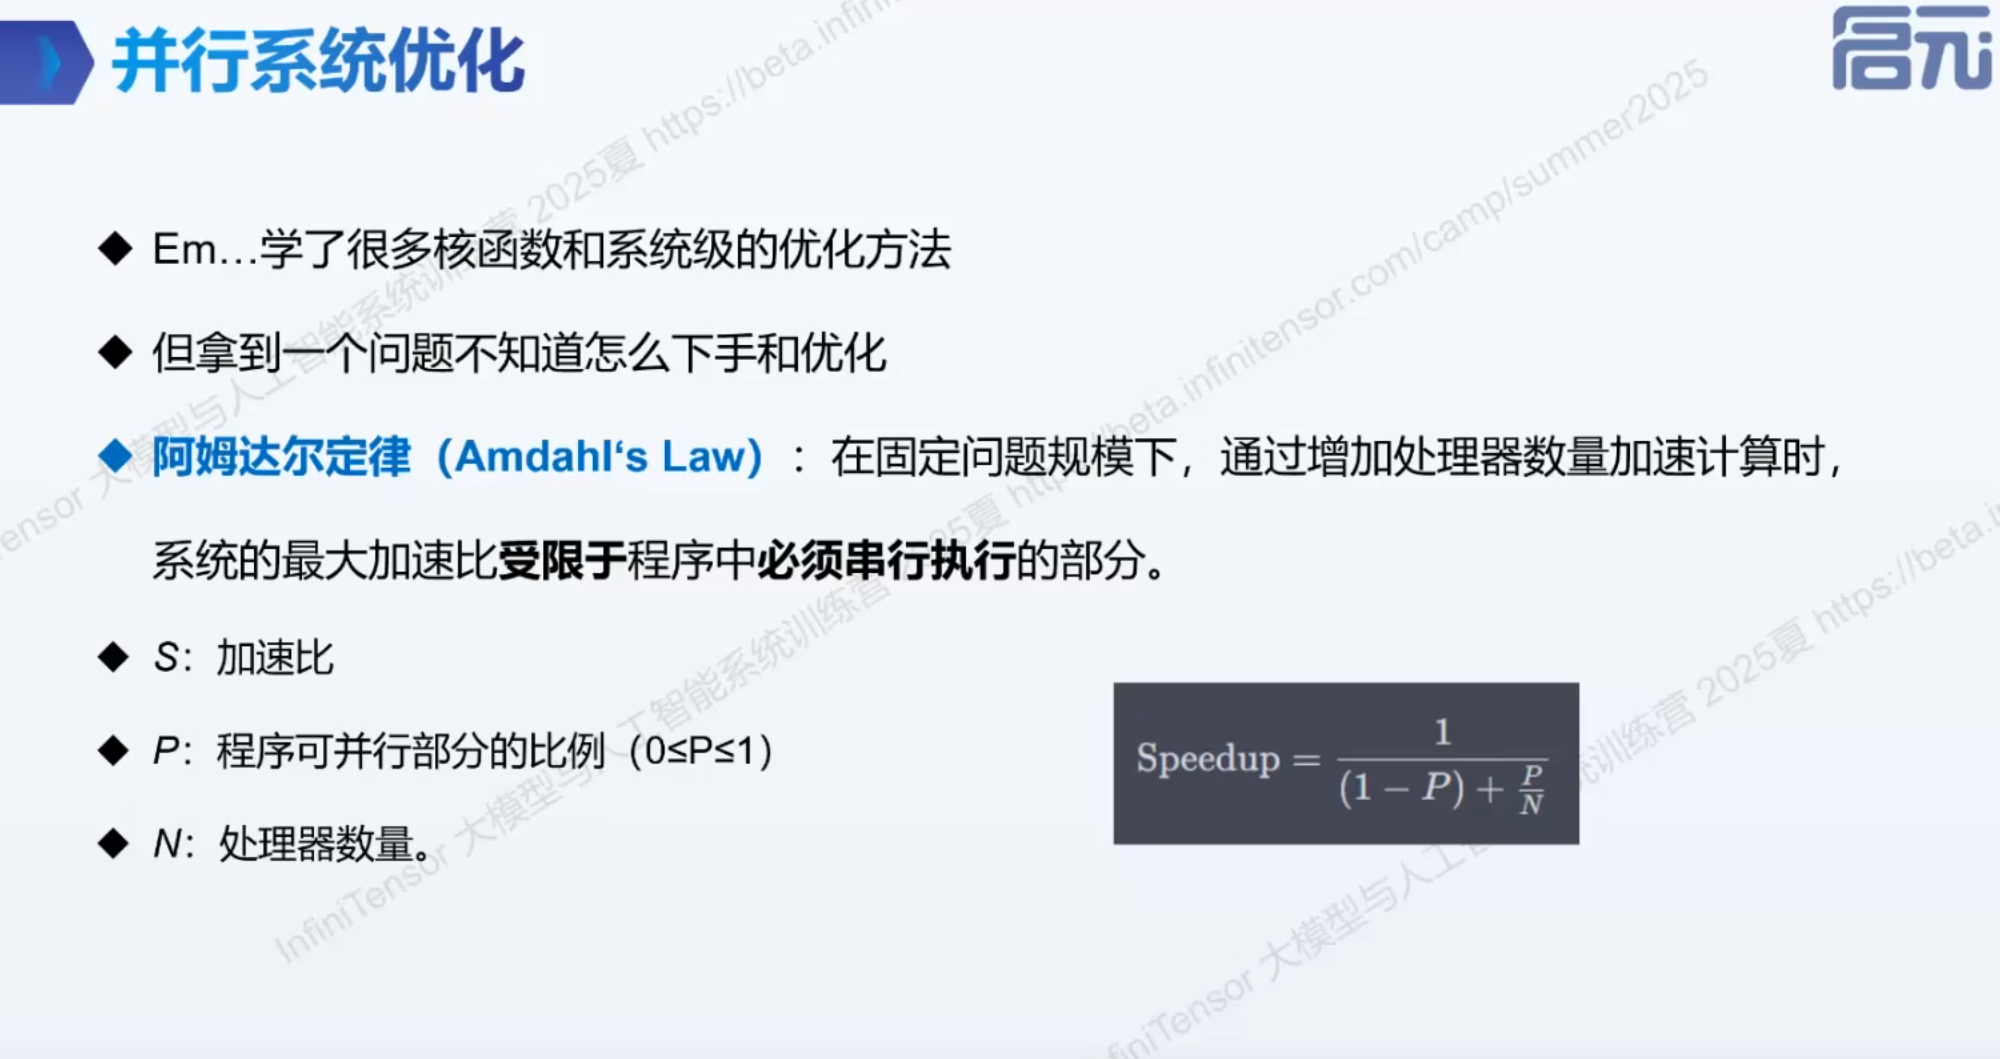 并行系统优化
启元
Em...学了很多核函数和系统级的优化方法
但拿到一个问题不知道怎么下手和优化
阿姆达尔定律（Amdahl‘s Law）：在固定问题规模下，通过增加处理器数量加速计算时，
系统的最大加速比受限于程序中必须串行执行的部分。
S：加速比
P：程序可并行部分的比例（0≤P≤1）
N：处理器数量。
Speedup = 1 / ((1 − P) + P/N)
InfiniTensor 大模型与人工智能系统训练营 2025夏 https://beta.infinitensor.com/camp/summer2025